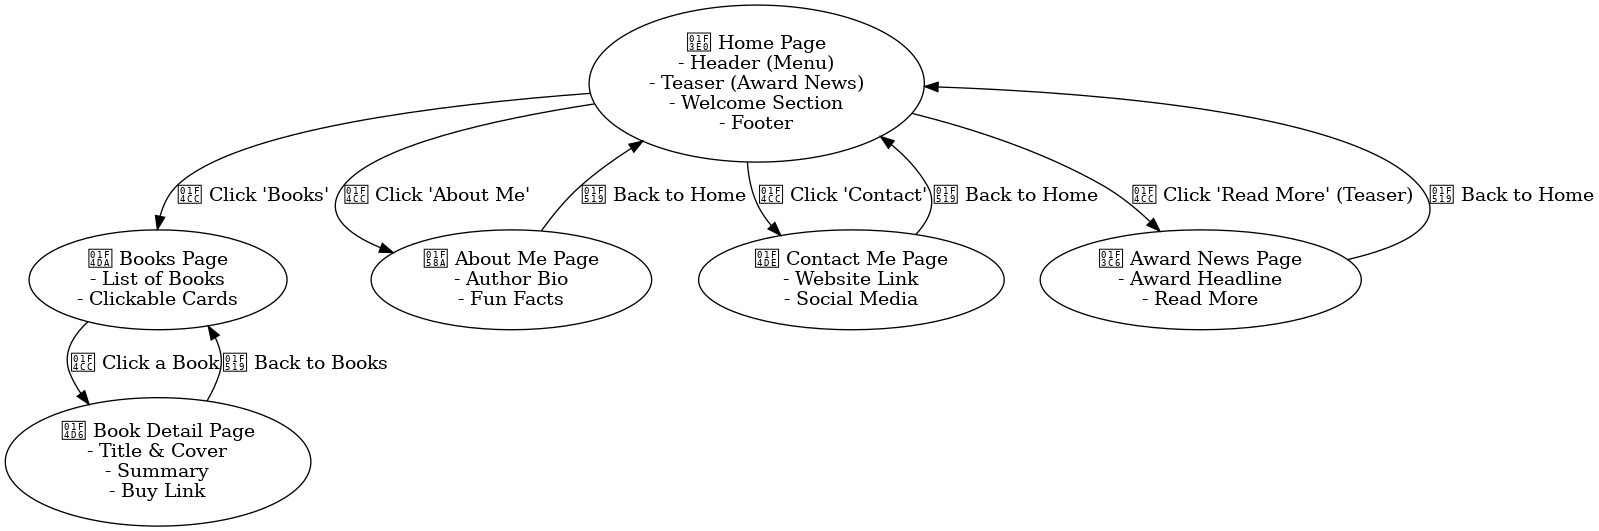 🏠 Home Page
- Header (Menu)
- Teaser (Award News)
- Welcome Section
- Footer
📌 Click 'Books'
📌 Click 'About Me'
🔙 Back to Home
📌 Click 'Contact'
🔙 Back to Home
📌 Click 'Read More' (Teaser)
🔙 Back to Home
📚 Books Page
- List of Books
- Clickable Cards
🖊 About Me Page
- Author Bio
- Fun Facts
📞 Contact Me Page
- Website Link
- Social Media
🏆 Award News Page
- Award Headline
- Read More
📌 Click a Book
🔙 Back to Books
📖 Book Detail Page
- Title & Cover
- Summary
- Buy Link